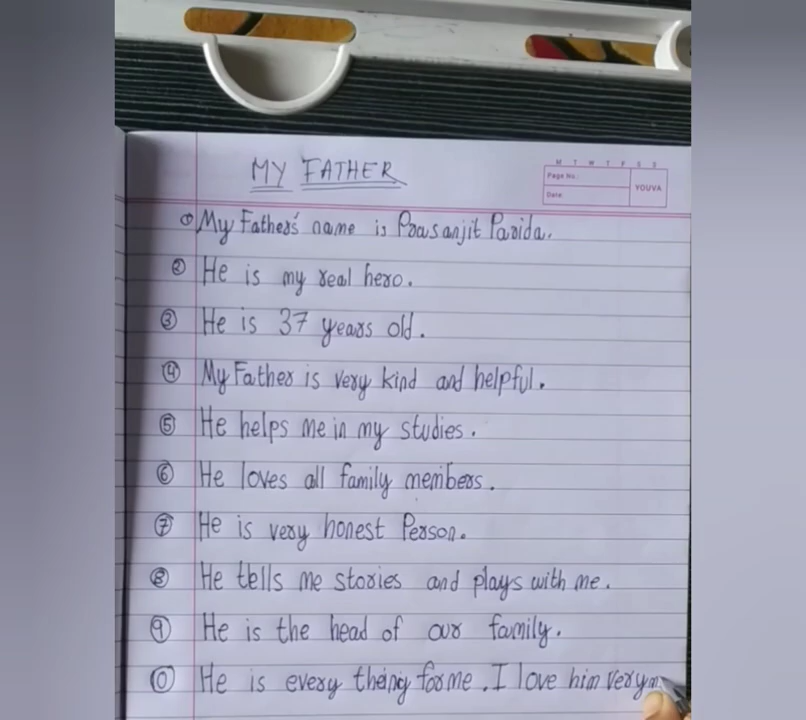 MY FATHER
M T W T F S S
Page No.:
YOUVA
Date:
① My Father's name is Prasanjit Parida.
② He is my real hero.
③ He is 37 years old.
④ My Father is very kind and helpful.
⑤ He helps me in my studies.
⑥ He loves all family members.
⑦ He is very honest Person.
⑧ He tells me stories and plays with me.
⑨ He is the head of our family.
⓪ He is every theing for me. I love him very